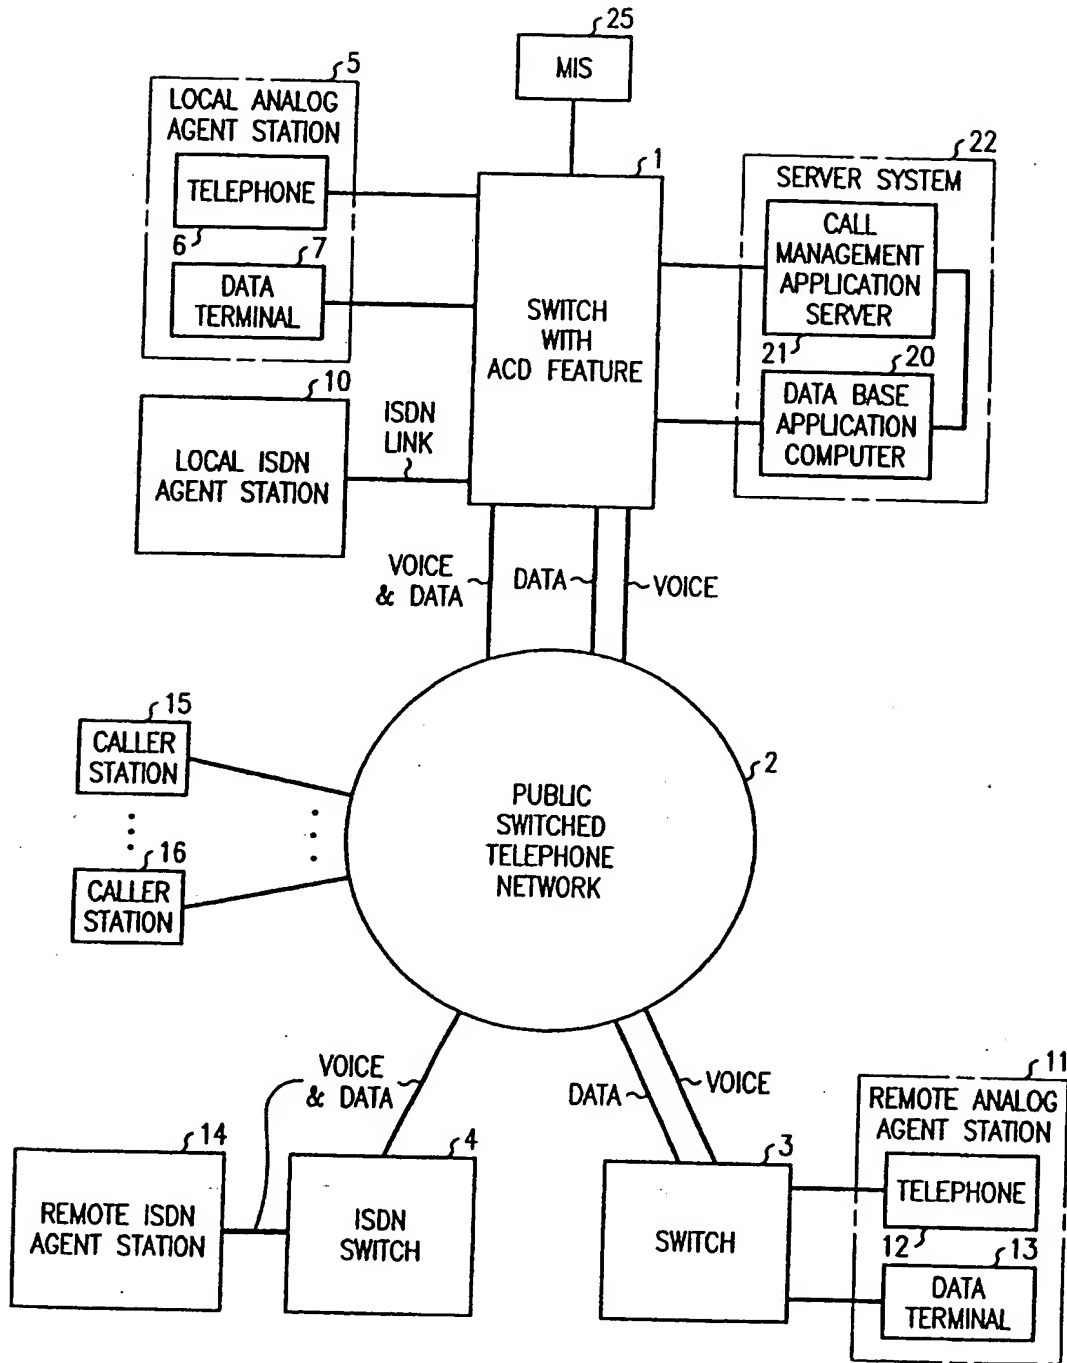 25
MIS
5
LOCAL ANALOG
AGENT STATION
TELEPHONE
6
7
DATA
TERMINAL
1
SWITCH
WITH
ACD FEATURE
22
SERVER SYSTEM
CALL
MANAGEMENT
APPLICATION
SERVER
21
20
DATA BASE
APPLICATION
COMPUTER
10
LOCAL ISDN
AGENT STATION
ISDN
LINK
VOICE
& DATA
DATA
VOICE
15
CALLER
STATION
16
CALLER
STATION
2
PUBLIC
SWITCHED
TELEPHONE
NETWORK
VOICE
& DATA
DATA
VOICE
14
REMOTE ISDN
AGENT STATION
4
ISDN
SWITCH
3
SWITCH
11
REMOTE ANALOG
AGENT STATION
TELEPHONE
12
13
DATA
TERMINAL